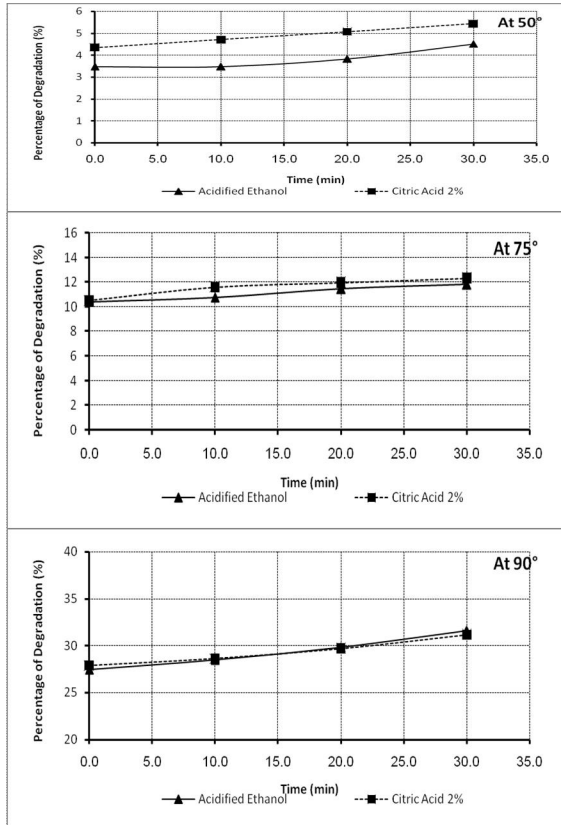 At 50°
Percentage of Degradation (%)
6
5
4
3
2
1
0
0.0 5.0 10.0 15.0 20.0 25.0 30.0 35.0
Time (min)
Acidified Ethanol Citric Acid 2%
At 75°
Percentage of Degradation (%)
16
14
12
10
8
6
4
2
0
0.0 5.0 10.0 15.0 20.0 25.0 30.0 35.0
Time (min)
Acidified Ethanol Citric Acid 2%
At 90°
Percentage of Degradation (%)
40
35
30
25
20
0.0 5.0 10.0 15.0 20.0 25.0 30.0 35.0
Time (min)
Acidified Ethanol Citric Acid 2%